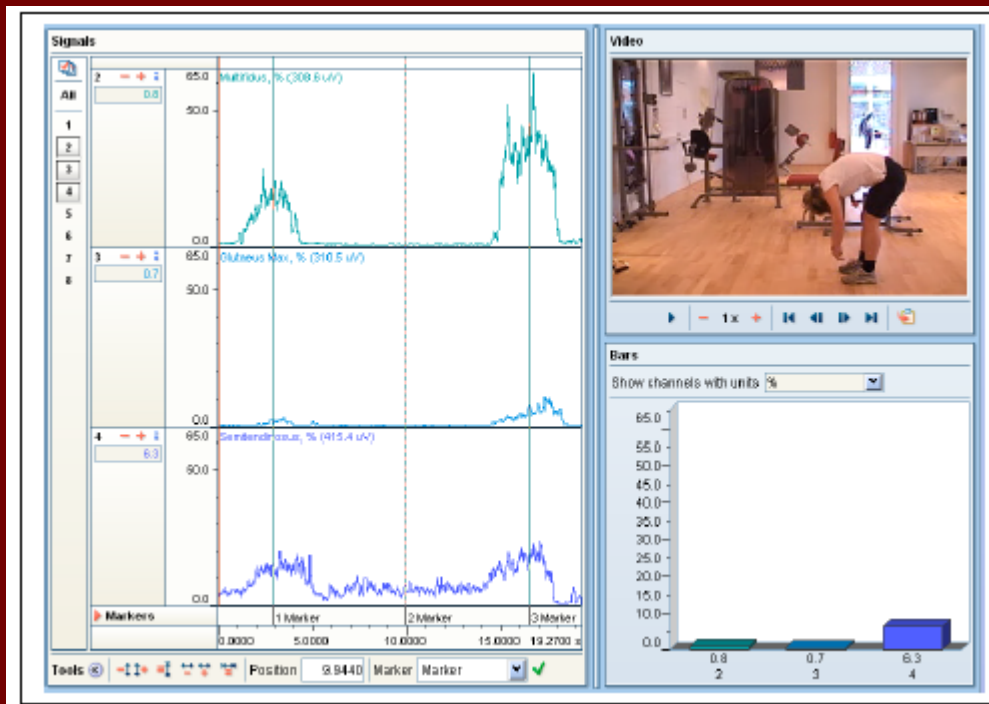 Signals
All
1
2
3
4
5
6
7
8
2
0.8
65.0
50.0
0.0
Multifidus, % (308.6 uV)
3
0.7
65.0
50.0
0.0
Gluteus Max, % (310.5 uV)
4
6.3
65.0
50.0
0.0
Semitendinosus, % (415.4 uV)
Markers
1 Marker
2 Marker
3 Marker
0.0000 5.0000 10.0000 15.0000 19.2700
Tools Position 9.9440 Marker Marker
Video
1x
Bars
Show channels with units %
65.0
55.0
50.0
45.0
40.0
35.0
30.0
25.0
20.0
15.0
10.0
0.0
0.8 0.7 6.3
2 3 4